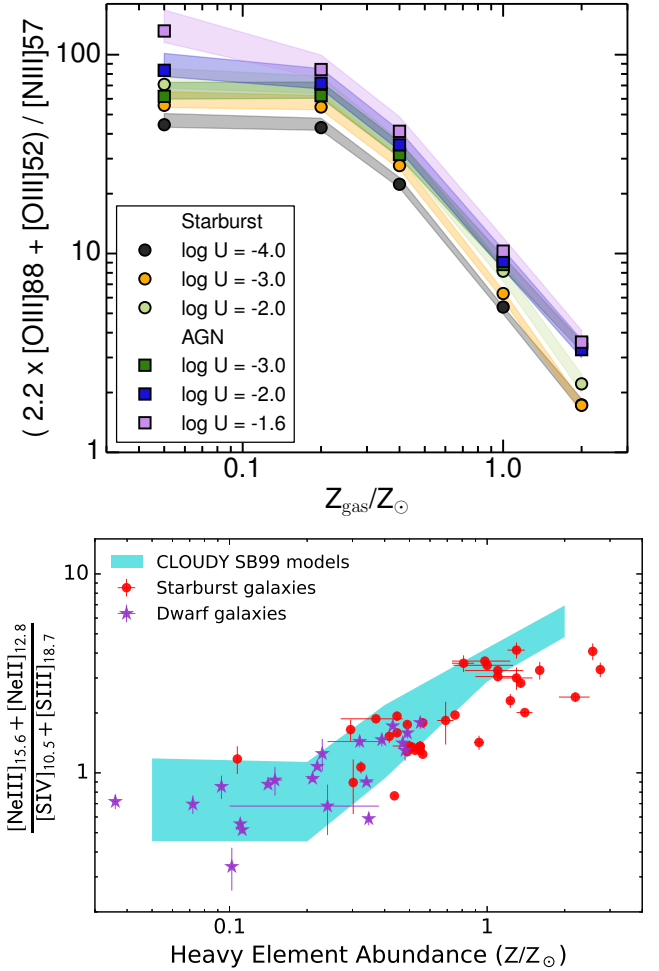 ( 2.2 x [OIII]88 + [OIII]52) / [NIII]57
100
10
1
Starburst
log U = -4.0
log U = -3.0
log U = -2.0
AGN
log U = -3.0
log U = -2.0
log U = -1.6
0.1
1.0
Z_gas/Z_⊙
[NeIII]15.6 + [NeII]12.8
[SIV]10.5 + [SIII]18.7
10
1
CLOUDY SB99 models
Starburst galaxies
Dwarf galaxies
0.1
1
Heavy Element Abundance (Z/Z_⊙)